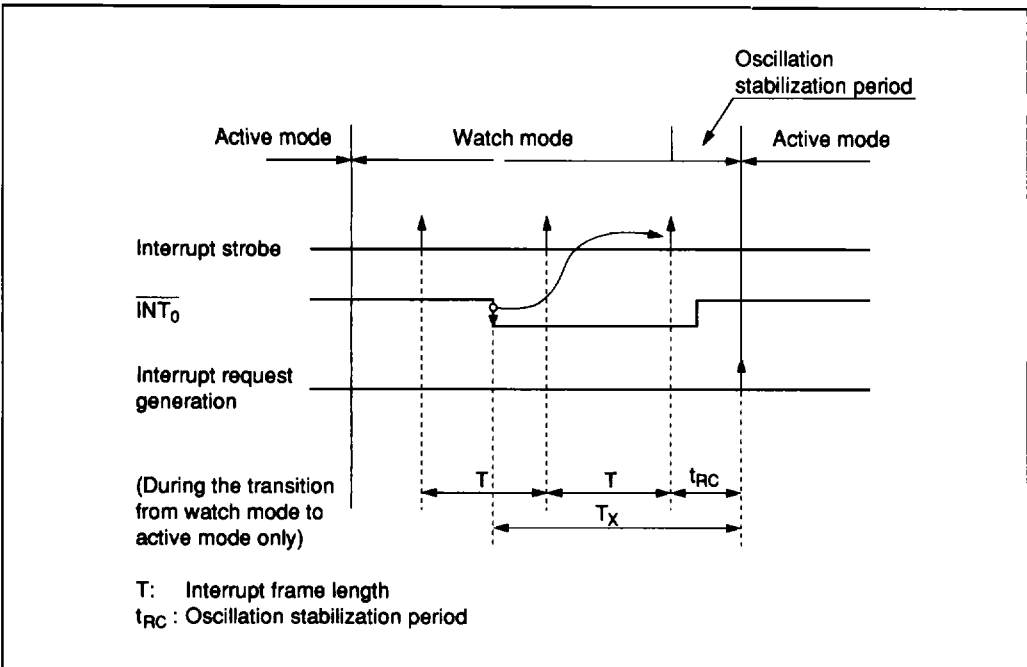 Oscillation
stabilization period
Active mode
Watch mode
Active mode
Interrupt strobe
INT₀
Interrupt request
generation
(During the transition
from watch mode to
active mode only)
T
T
tRC
TX
T: Interrupt frame length
tRC : Oscillation stabilization period